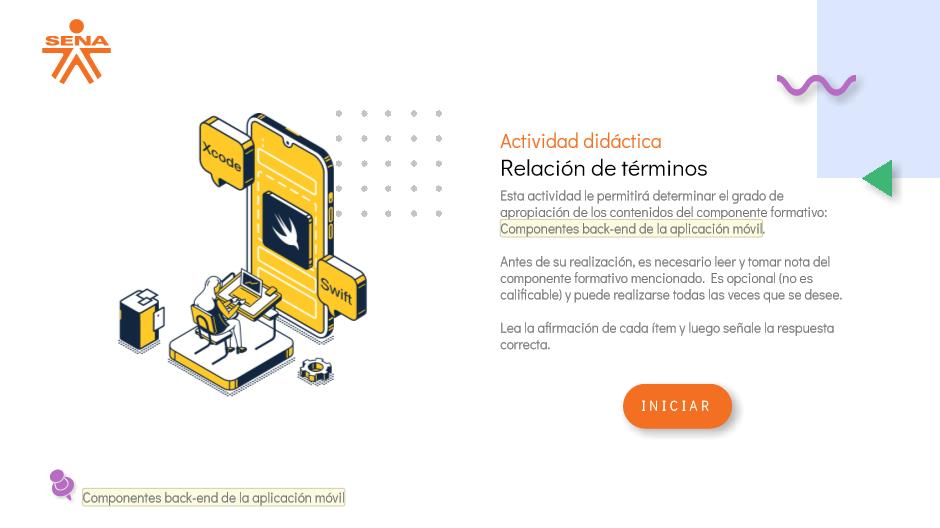 SENA
Xcode
Swift
Actividad didáctica
Relación de términos
Esta actividad le permitirá determinar el grado de
apropiación de los contenidos del componente formativo:
Componentes back-end de la aplicación móvil.
Antes de su realización, es necesario leer y tomar nota del
componente formativo mencionado. Es opcional (no es
calificable) y puede realizarse todas las veces que se desee.
Lea la afirmación de cada ítem y luego señale la respuesta
correcta.
INICIAR
Componentes back-end de la aplicación móvil